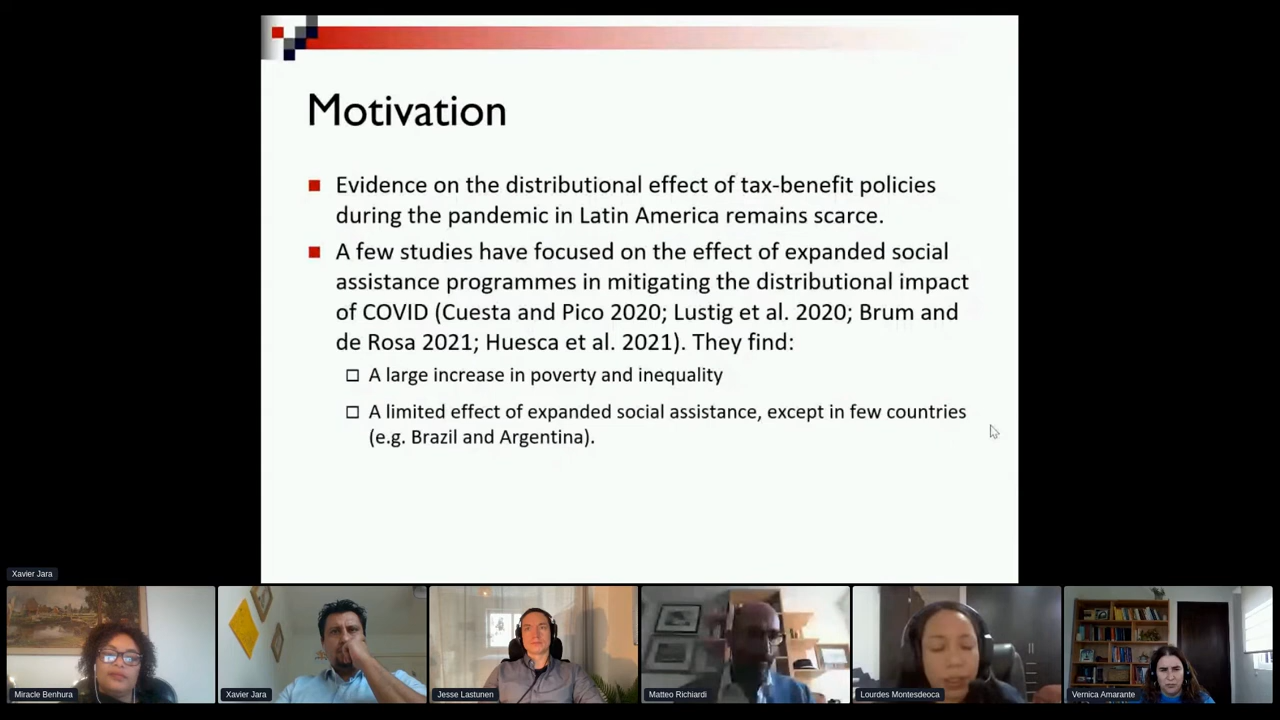 Motivation
Evidence on the distributional effect of tax-benefit policies
during the pandemic in Latin America remains scarce.
A few studies have focused on the effect of expanded social
assistance programmes in mitigating the distributional impact
of COVID (Cuesta and Pico 2020; Lustig et al. 2020; Brum and
de Rosa 2021; Huesca et al. 2021). They find:
A large increase in poverty and inequality
A limited effect of expanded social assistance, except in few countries
(e.g. Brazil and Argentina).
Xavier Jara
Miracle Benhura
Xavier Jara
Jesse Lastunen
Matteo Richiardi
Lourdes Montesdeoca
Vernica Amarante